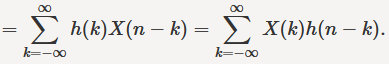 = ∑_{k=−∞}^{∞} h(k)X(n − k) = ∑_{k=−∞}^{∞} X(k)h(n − k).